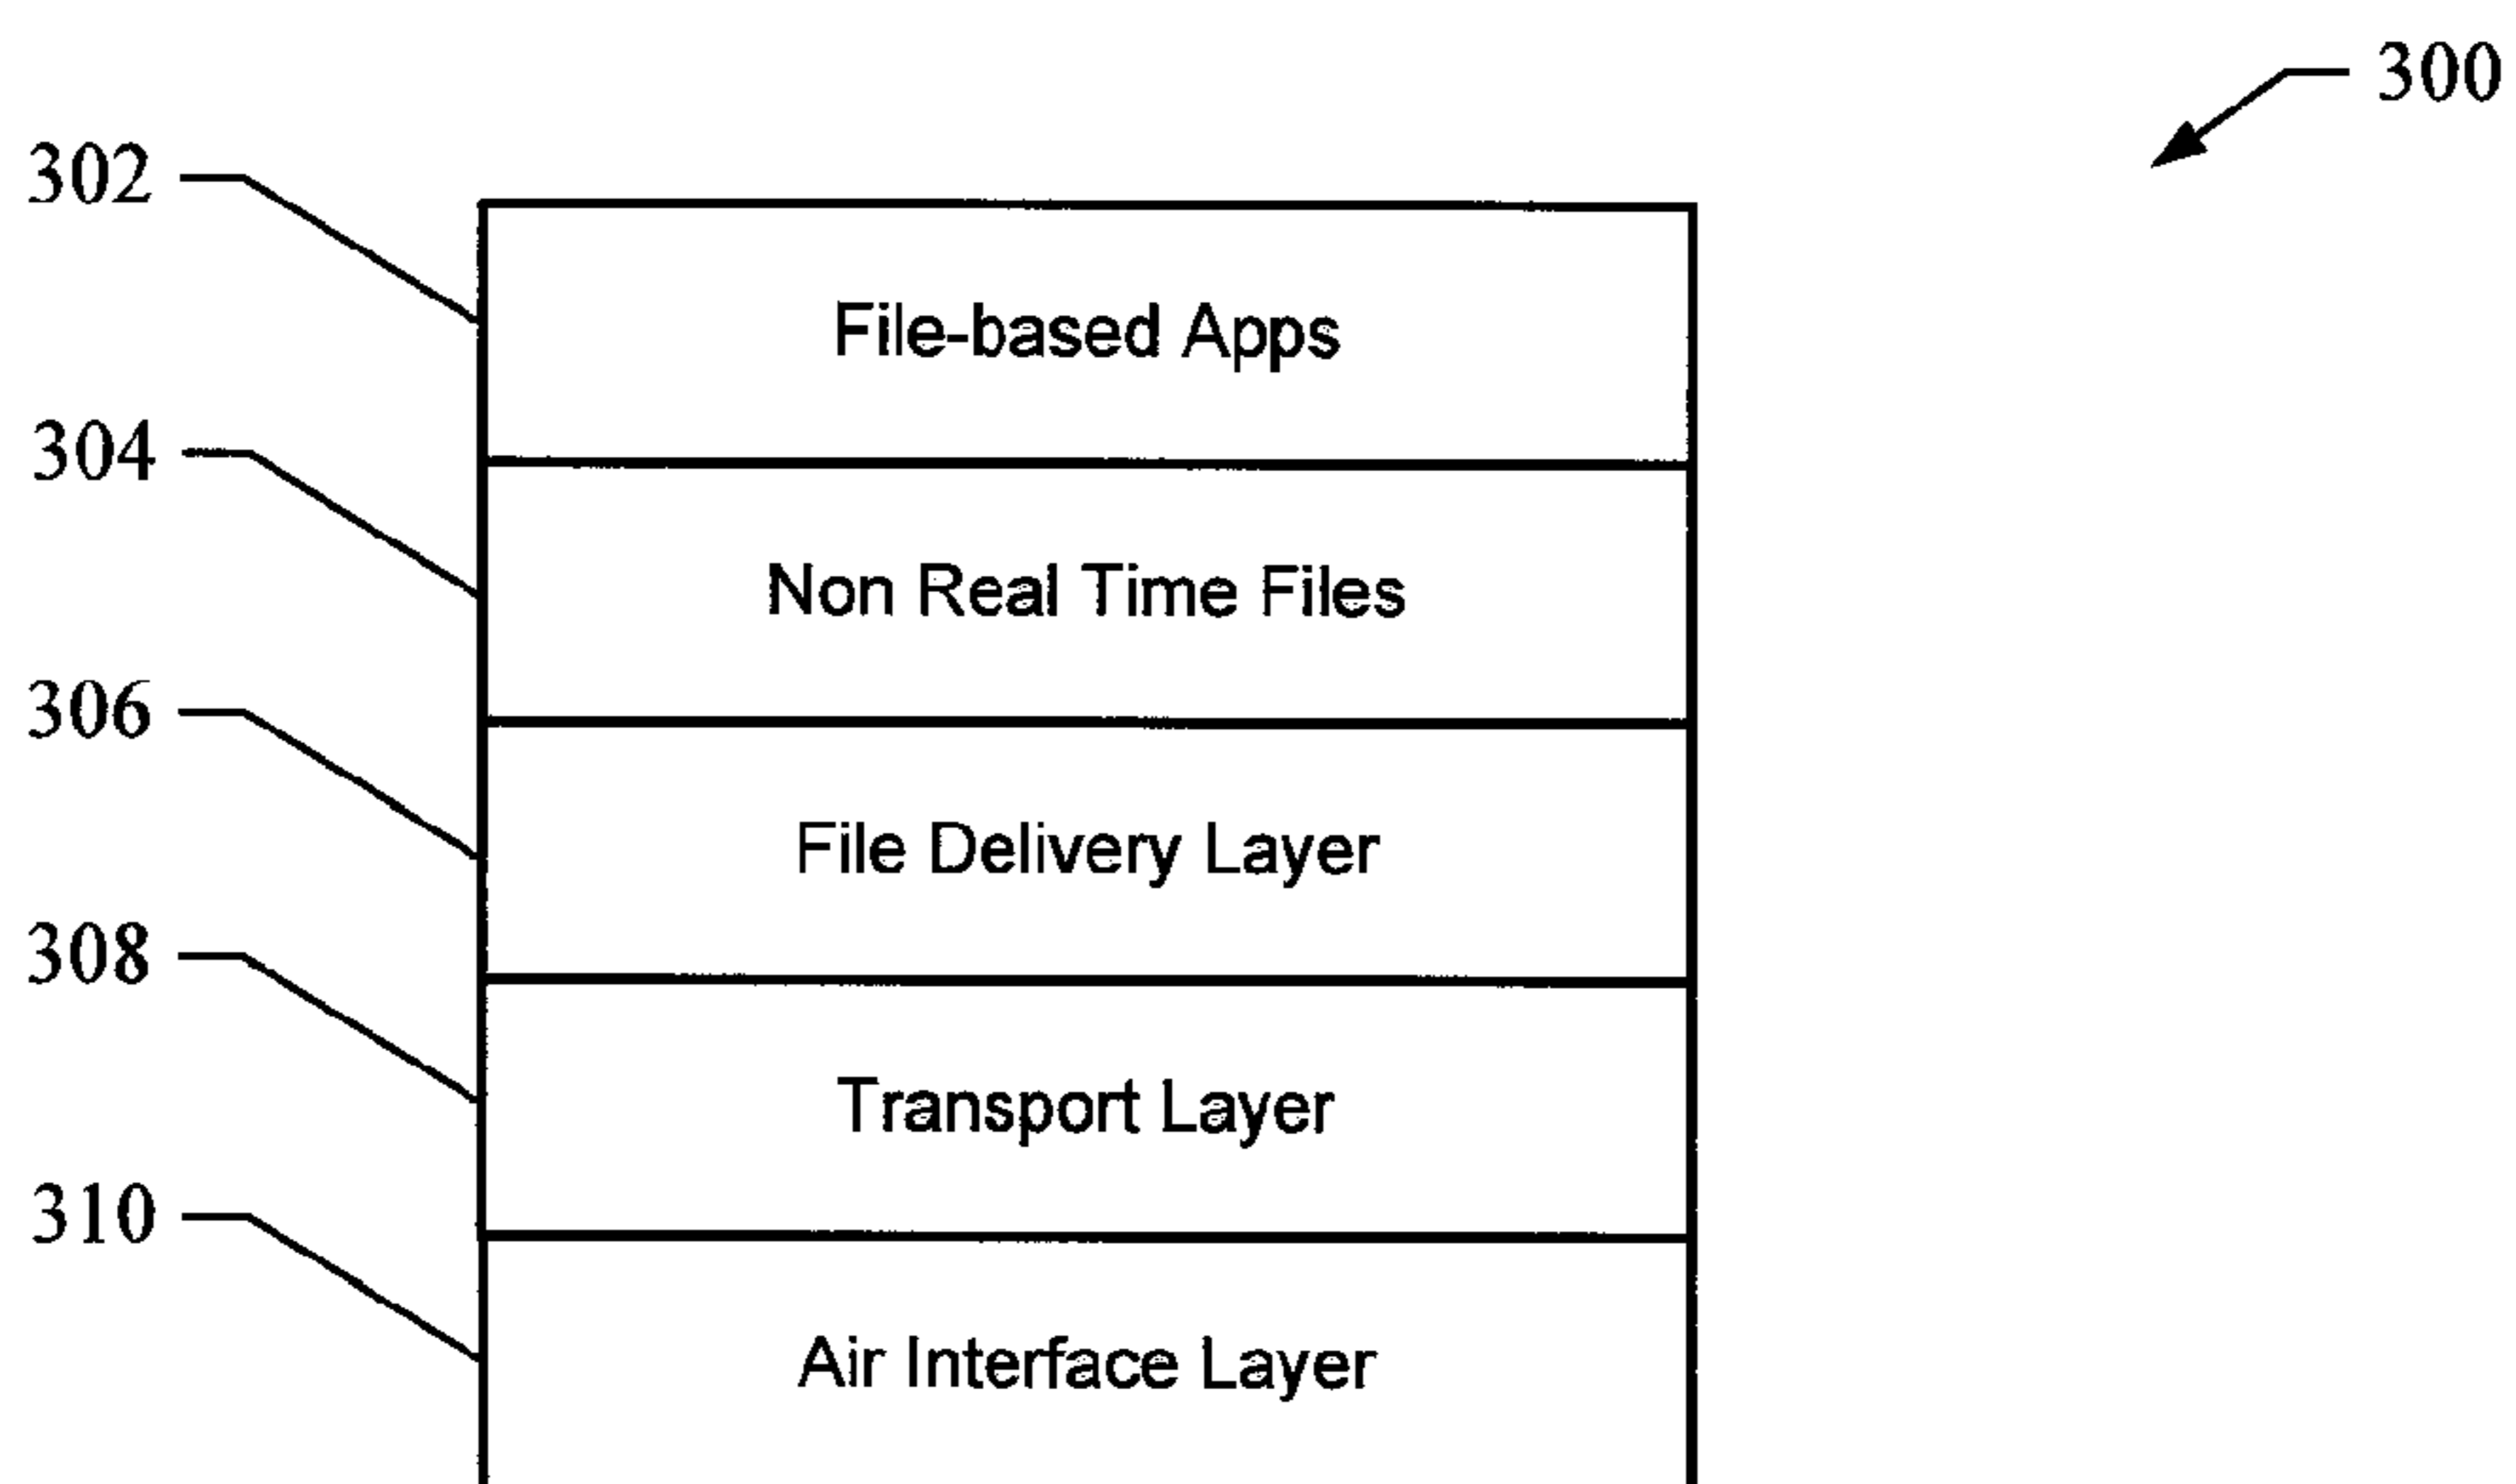 300
302
File-based Apps
304
Non Real Time Files
306
File Delivery Layer
308
Transport Layer
310
Air Interface Layer